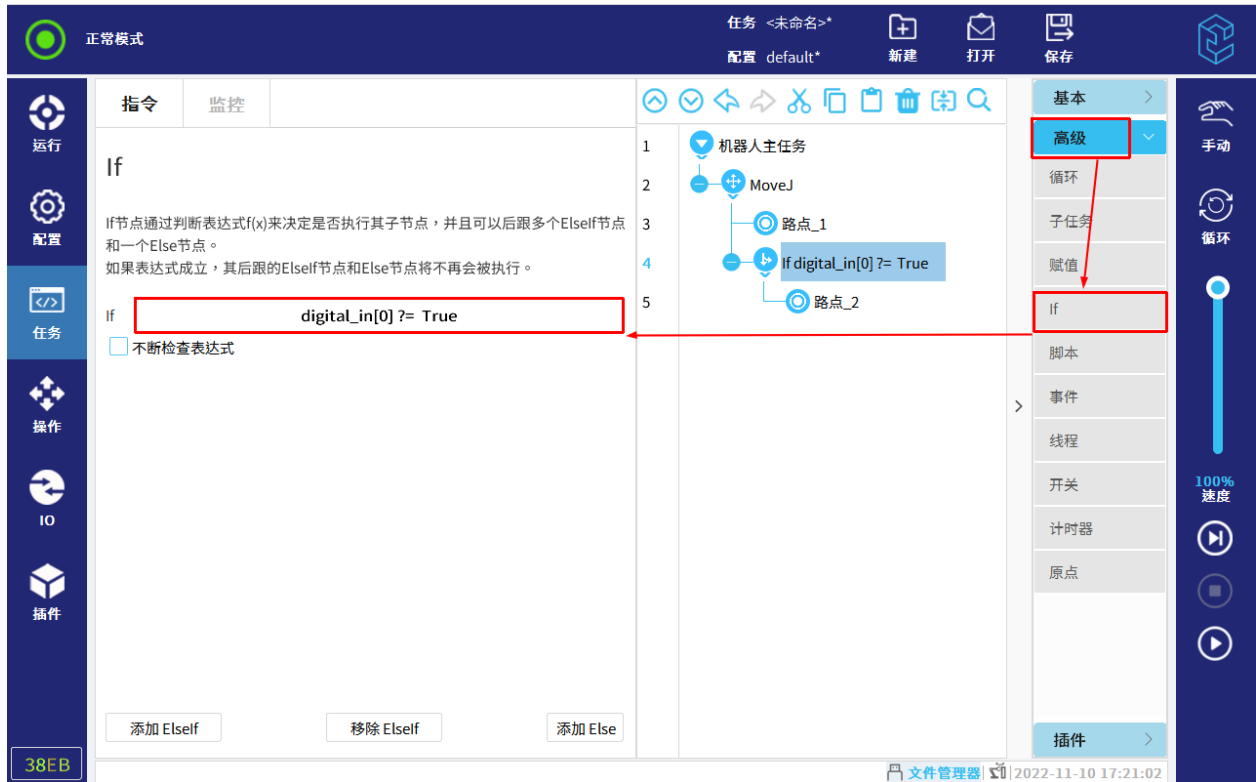 正常模式
任务 <未命名>*
配置 default*
新建
打开
保存
运行
配置
任务
操作
IO
插件
38EB
指令
监控
If
If节点通过判断表达式f(x)来决定是否执行其子节点，并且可以后跟多个ElseIf节点
和一个Else节点。
如果表达式成立，其后跟的ElseIf节点和Else节点将不再会被执行。
If
digital_in[0] ?= True
不断检查表达式
添加 ElseIf
移除 ElseIf
添加 Else
1 机器人主任务
2 MoveJ
3 路点_1
4 If digital_in[0] ?= True
5 路点_2
基本
高级
循环
子任务
赋值
If
脚本
事件
线程
开关
计时器
原点
插件
手动
循环
100%
速度
文件管理器
2022-11-10 17:21:02